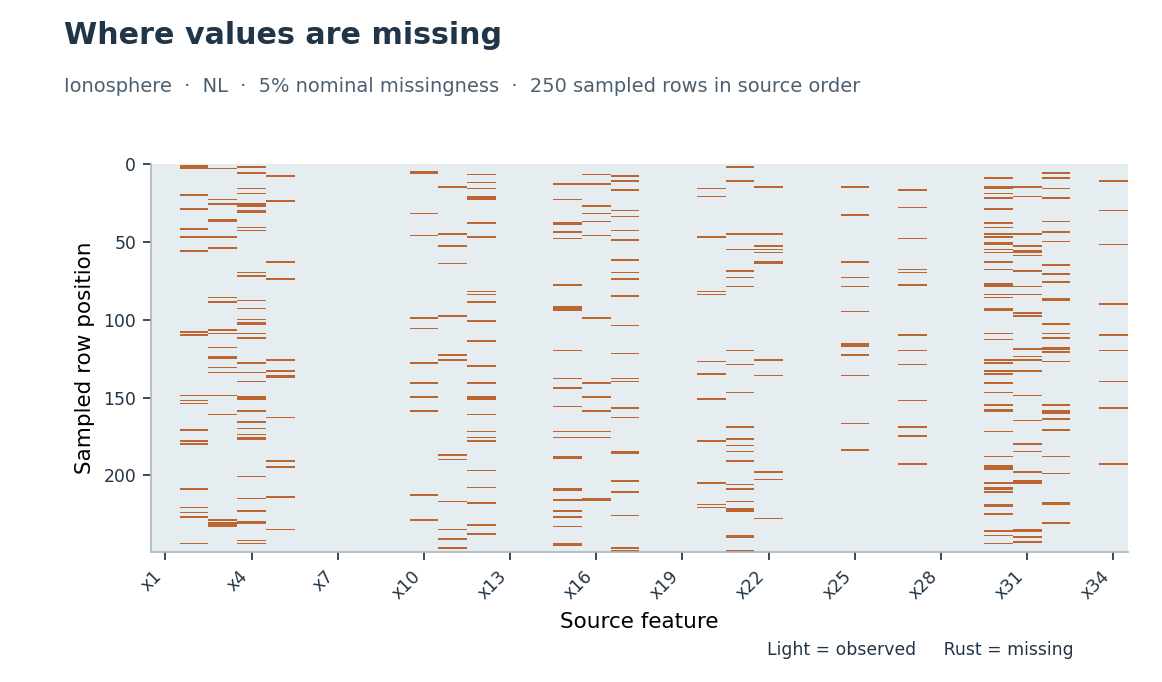 Where values are missing
Ionosphere · NL · 5% nominal missingness · 250 sampled rows in source order
0
50
100
150
200
Sampled row position
x1 x4 x7 x10 x13 x16 x19 x22 x25 x28 x31 x34
Source feature
Light = observed Rust = missing